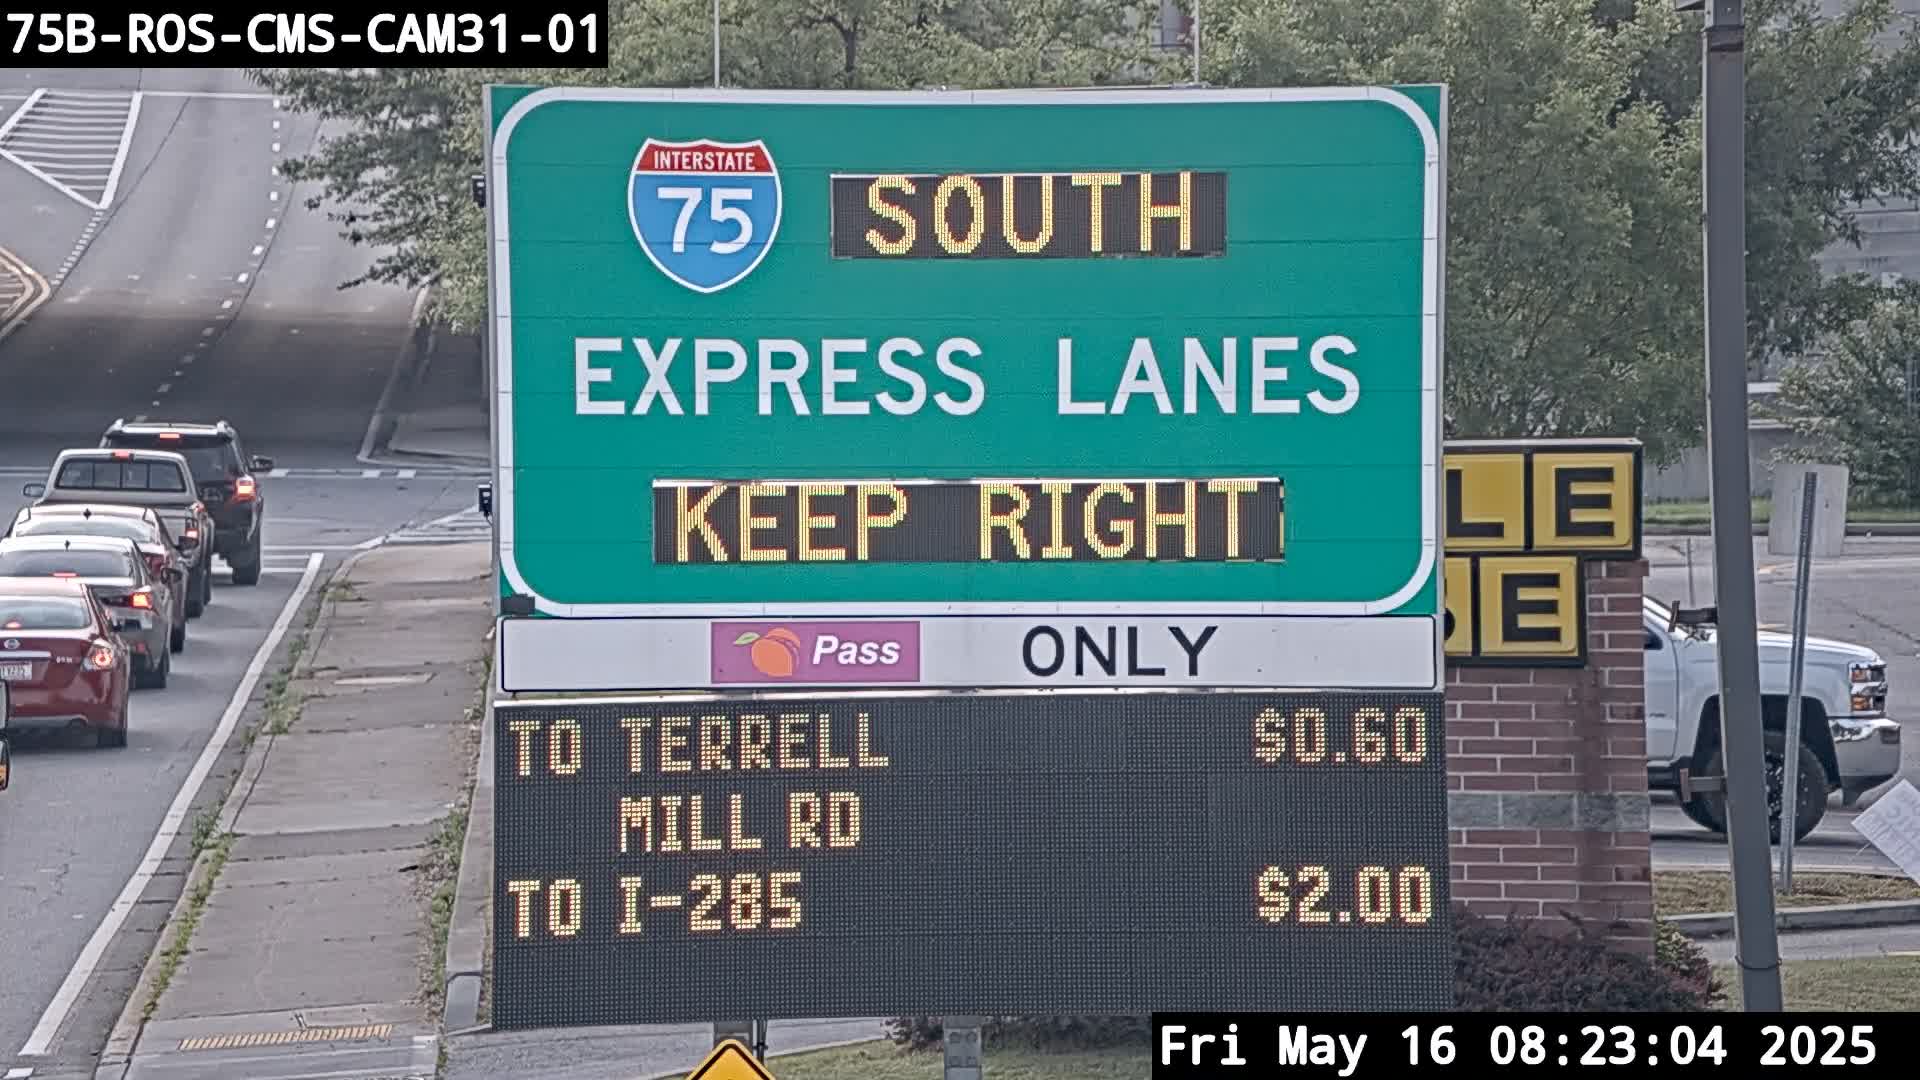 75B-ROS-CMS-CAM31-01
INTERSTATE
75
SOUTH
EXPRESS LANES
KEEP RIGHT
Pass ONLY
TO TERRELL $0.60
MILL RD
TO I-285 $2.00
LE
E
Fri May 16 08:23:04 2025